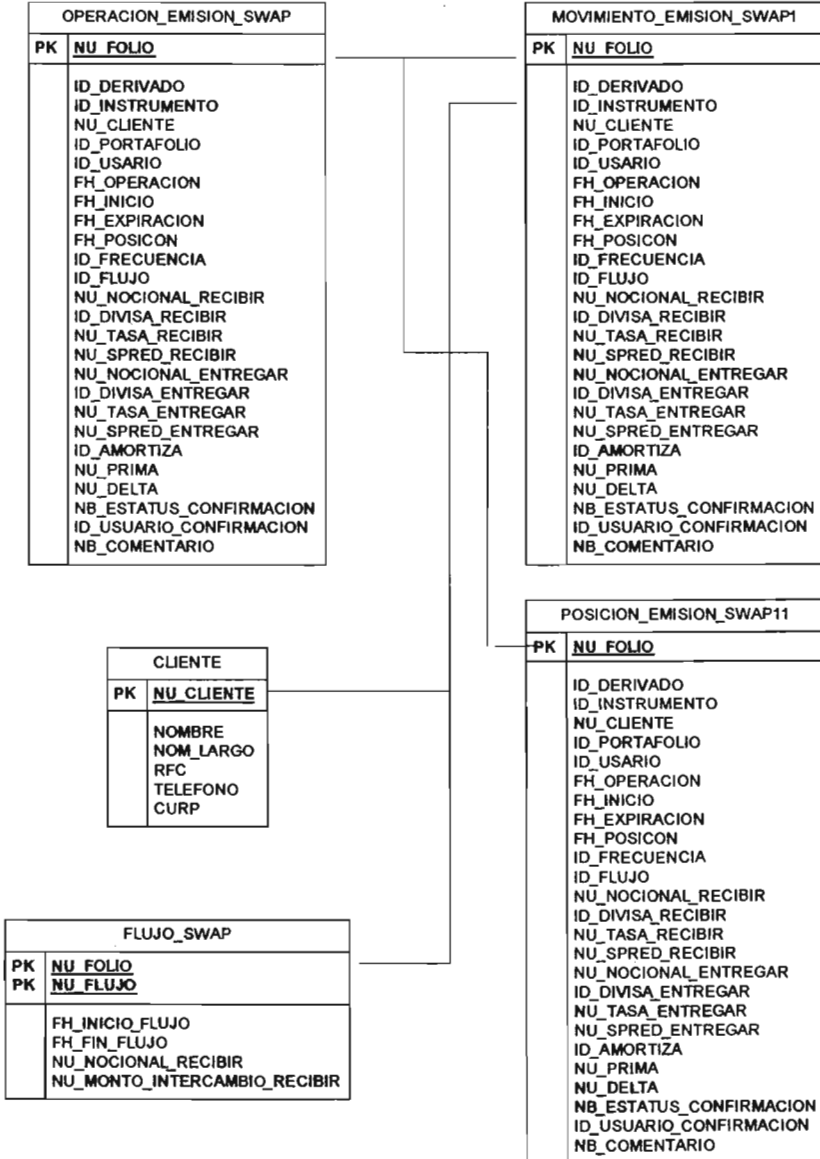 OPERACION_EMISION_SWAP
PK NU_FOLIO
ID_DERIVADO
ID_INSTRUMENTO
NU_CLIENTE
ID_PORTAFOLIO
ID_USARIO
FH_OPERACION
FH_INICIO
FH_EXPIRACION
FH_POSICON
ID_FRECUENCIA
ID_FLUJO
NU_NOCIONAL_RECIBIR
ID_DIVISA_RECIBIR
NU_TASA_RECIBIR
NU_SPRED_RECIBIR
NU_NOCIONAL_ENTREGAR
ID_DIVISA_ENTREGAR
NU_TASA_ENTREGAR
NU_SPRED_ENTREGAR
ID_AMORTIZA
NU_PRIMA
NU_DELTA
NB_ESTATUS_CONFIRMACION
ID_USUARIO_CONFIRMACION
NB_COMENTARIO
MOVIMIENTO_EMISION_SWAP1
PK NU_FOLIO
ID_DERIVADO
ID_INSTRUMENTO
NU_CLIENTE
ID_PORTAFOLIO
ID_USARIO
FH_OPERACION
FH_INICIO
FH_EXPIRACION
FH_POSICON
ID_FRECUENCIA
ID_FLUJO
NU_NOCIONAL_RECIBIR
ID_DIVISA_RECIBIR
NU_TASA_RECIBIR
NU_SPRED_RECIBIR
NU_NOCIONAL_ENTREGAR
ID_DIVISA_ENTREGAR
NU_TASA_ENTREGAR
NU_SPRED_ENTREGAR
ID_AMORTIZA
NU_PRIMA
NU_DELTA
NB_ESTATUS_CONFIRMACION
ID_USUARIO_CONFIRMACION
NB_COMENTARIO
CLIENTE
PK NU_CLIENTE
NOMBRE
NOM_LARGO
RFC
TELEFONO
CURP
FLUJO_SWAP
PK NU_FOLIO
PK NU_FLUJO
FH_INICIO_FLUJO
FH_FIN_FLUJO
NU_NOCIONAL_RECIBIR
NU_MONTO_INTERCAMBIO_RECIBIR
POSICION_EMISION_SWAP11
PK NU_FOLIO
ID_DERIVADO
ID_INSTRUMENTO
NU_CLIENTE
ID_PORTAFOLIO
ID_USARIO
FH_OPERACION
FH_INICIO
FH_EXPIRACION
FH_POSICON
ID_FRECUENCIA
ID_FLUJO
NU_NOCIONAL_RECIBIR
ID_DIVISA_RECIBIR
NU_TASA_RECIBIR
NU_SPRED_RECIBIR
NU_NOCIONAL_ENTREGAR
ID_DIVISA_ENTREGAR
NU_TASA_ENTREGAR
NU_SPRED_ENTREGAR
ID_AMORTIZA
NU_PRIMA
NU_DELTA
NB_ESTATUS_CONFIRMACION
ID_USUARIO_CONFIRMACION
NB_COMENTARIO